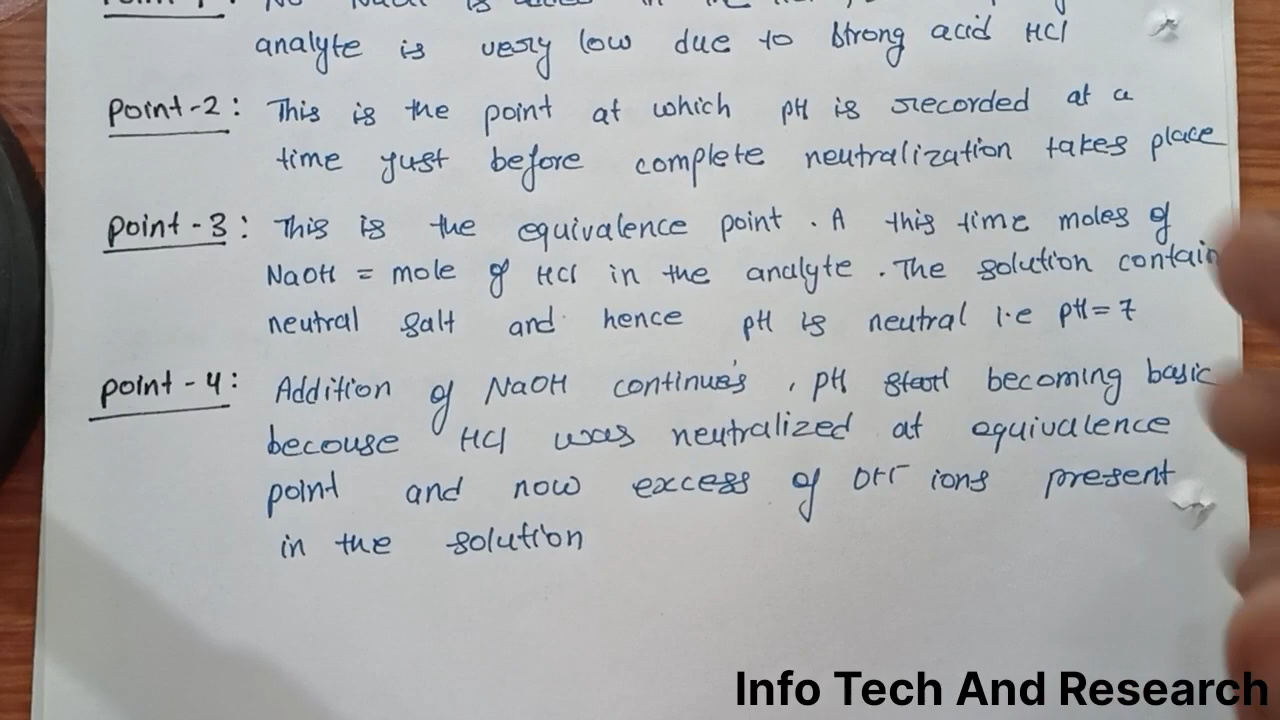 analyte is very low due to strong acid HCl
Point-2: This is the point at which pH is recorded at a
time just before complete neutralization takes place
Point-3: This is the equivalence point. A this time moles of
NaOH = mole of HCl in the analyte. The solution contain
neutral salt and hence pH is neutral i.e pH=7
point-4: Addition of NaOH continue's, pH start becoming basic
becouse HCl was neutralized at equivalence
point and now excess of OH⁻ ions present
in the solution
Info Tech And Research